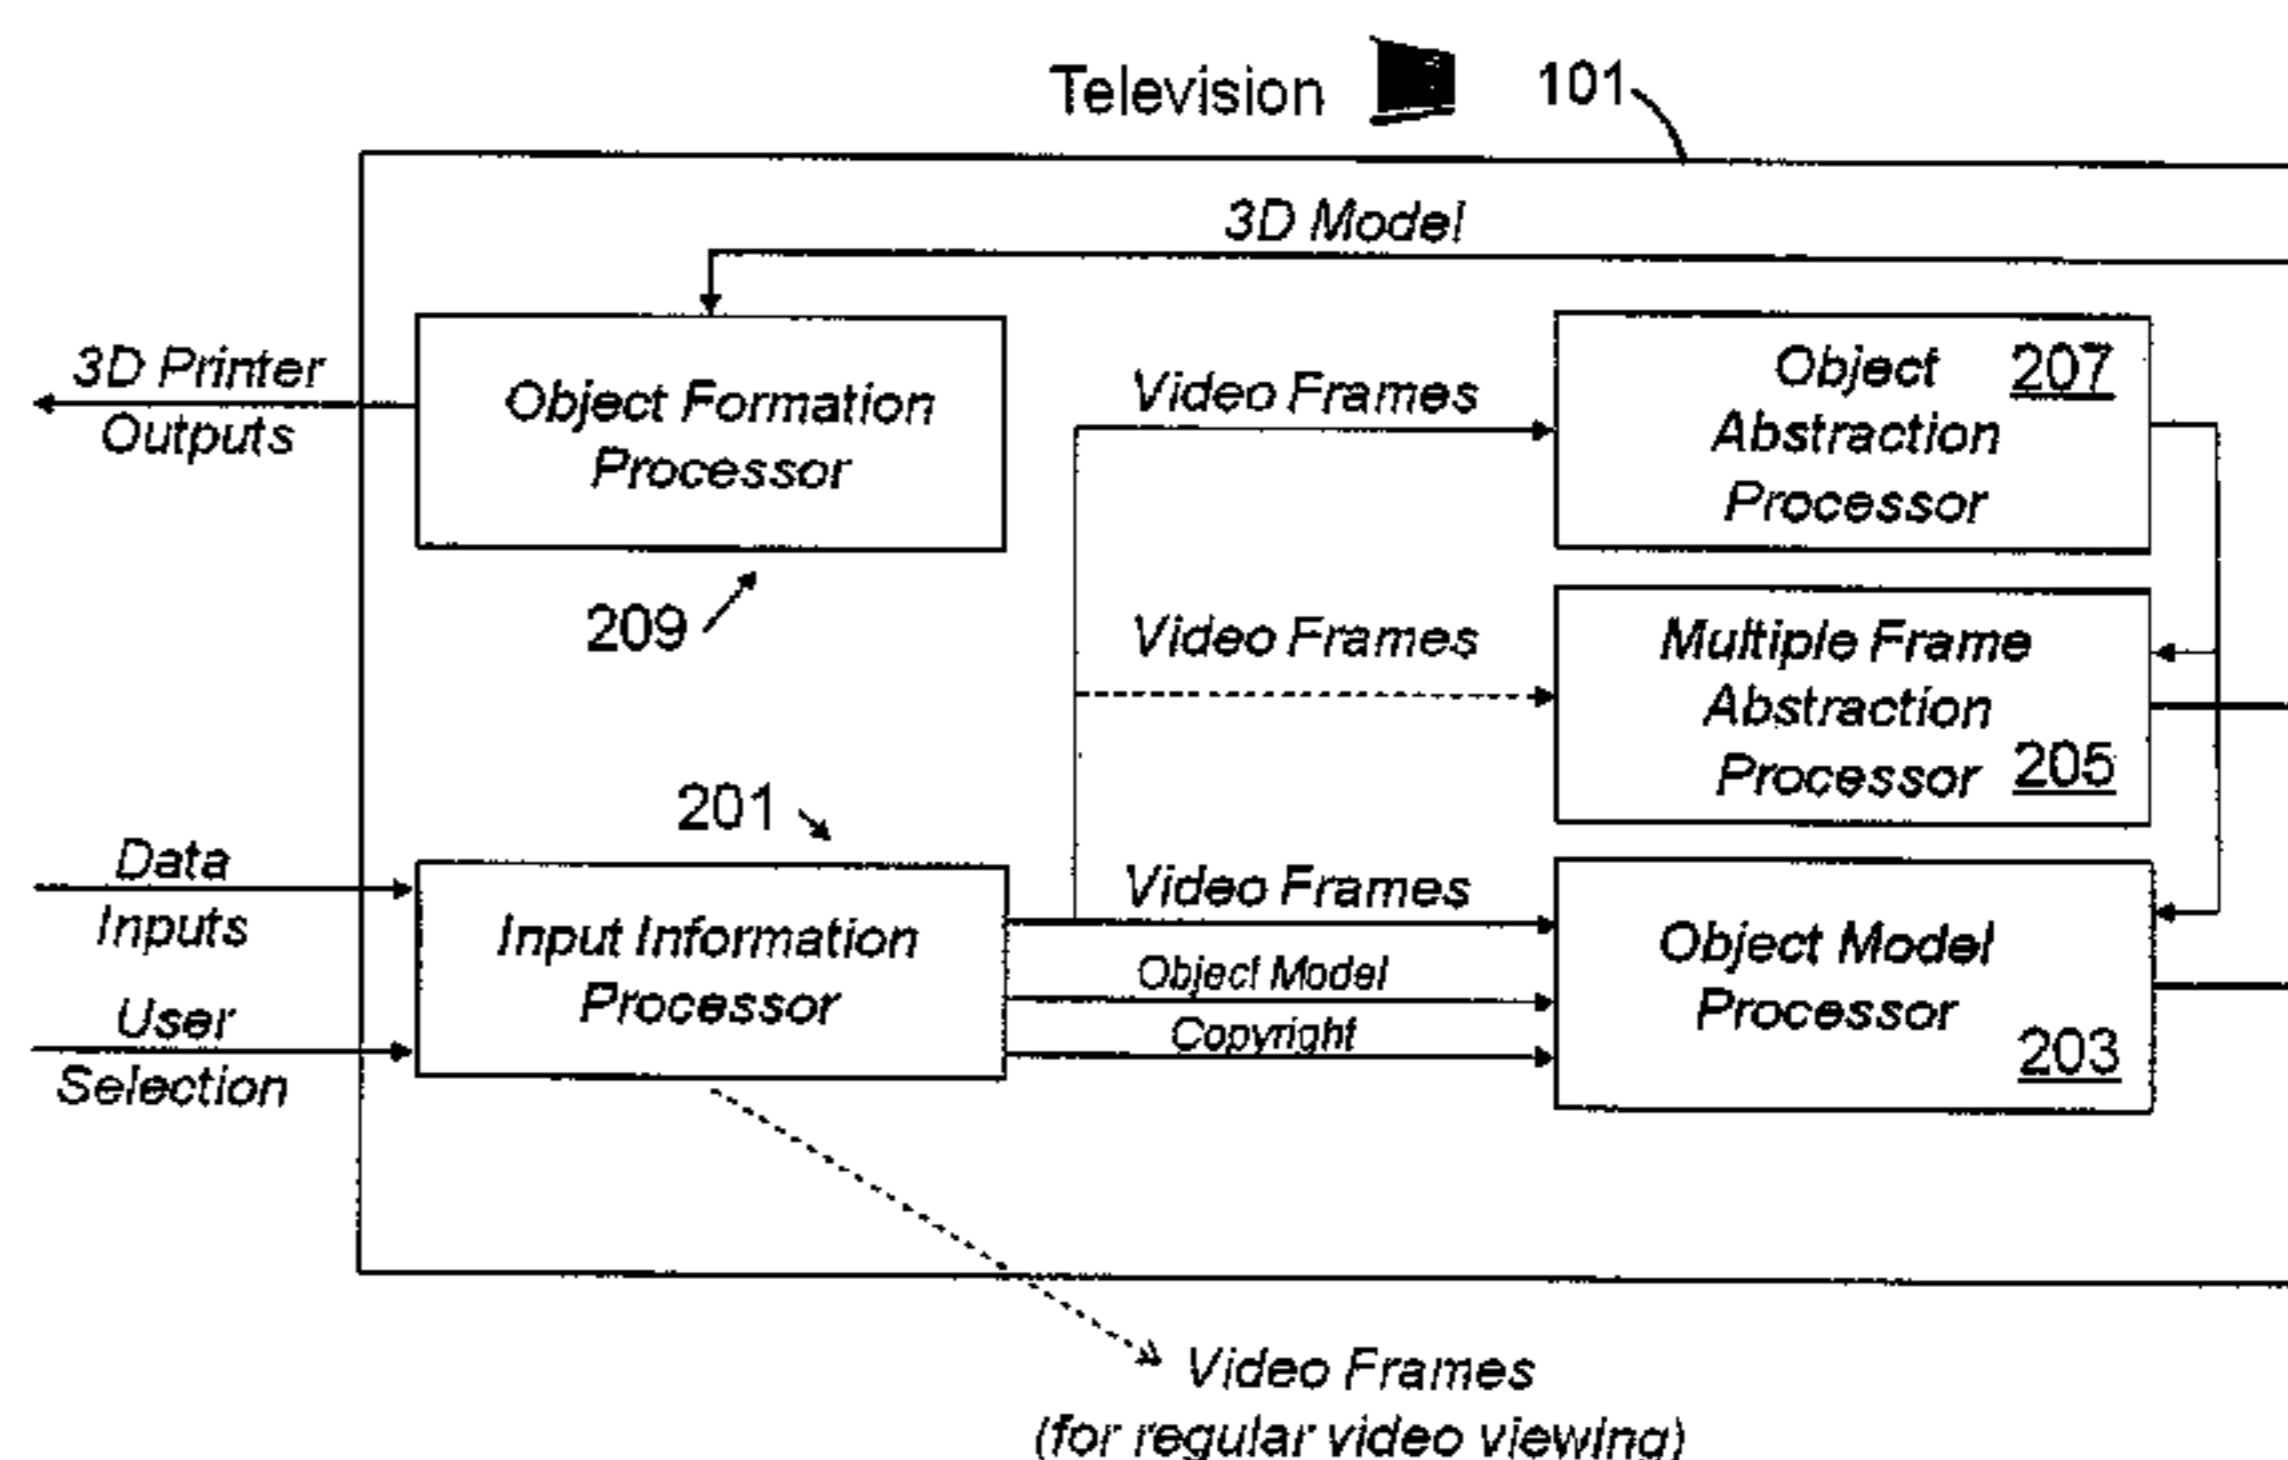 Television
101
3D Model
3D Printer
Outputs
Object Formation
Processor
209
Video Frames
Object
207
Abstraction
Processor
Video Frames
Multiple Frame
Abstraction
Processor
205
201
Data
Inputs
User
Selection
Input Information
Processor
Video Frames
Object Model
Copyright
Object Model
Processor
203
Video Frames
(for regular video viewing)